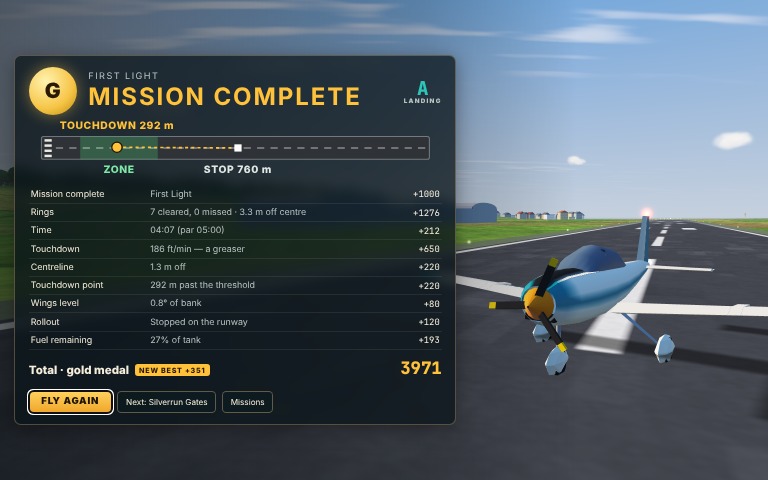 G
FIRST LIGHT
MISSION COMPLETE
A
LANDING
TOUCHDOWN 292 m
ZONE
STOP 760 m
Mission complete First Light +1000
Rings 7 cleared, 0 missed · 3.3 m off centre +1276
Time 04:07 (par 05:00) +212
Touchdown 186 ft/min — a greaser +650
Centreline 1.3 m off +220
Touchdown point 292 m past the threshold +220
Wings level 0.8° of bank +80
Rollout Stopped on the runway +120
Fuel remaining 27% of tank +193
Total · gold medal NEW BEST +351 3971
FLY AGAIN Next: Silverrun Gates Missions